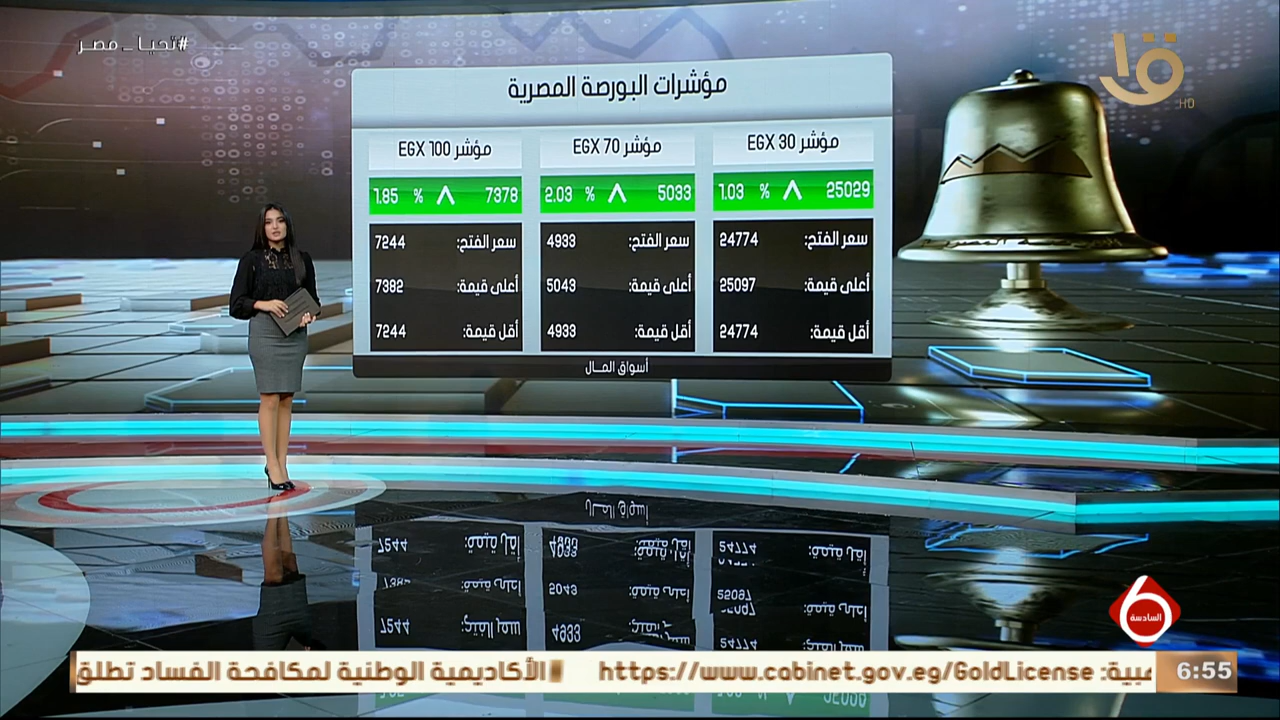 #تحيا_مصر
HD
مؤشرات البورصة المصرية
مؤشر EGX 30
25029 % 1.03
سعر الفتح: 24774
أعلى قيمة: 25097
أقل قيمة: 24774
مؤشر EGX 70
5033 % 2.03
سعر الفتح: 4933
أعلى قيمة: 5043
أقل قيمة: 4933
مؤشر EGX 100
7378 % 1.85
سعر الفتح: 7244
أعلى قيمة: 7382
أقل قيمة: 7244
أسواق المال
السادسة
6:55
https://www.cabinet.gov.eg/GoldLicense
الأكاديمية الوطنية لمكافحة الفساد تطلق